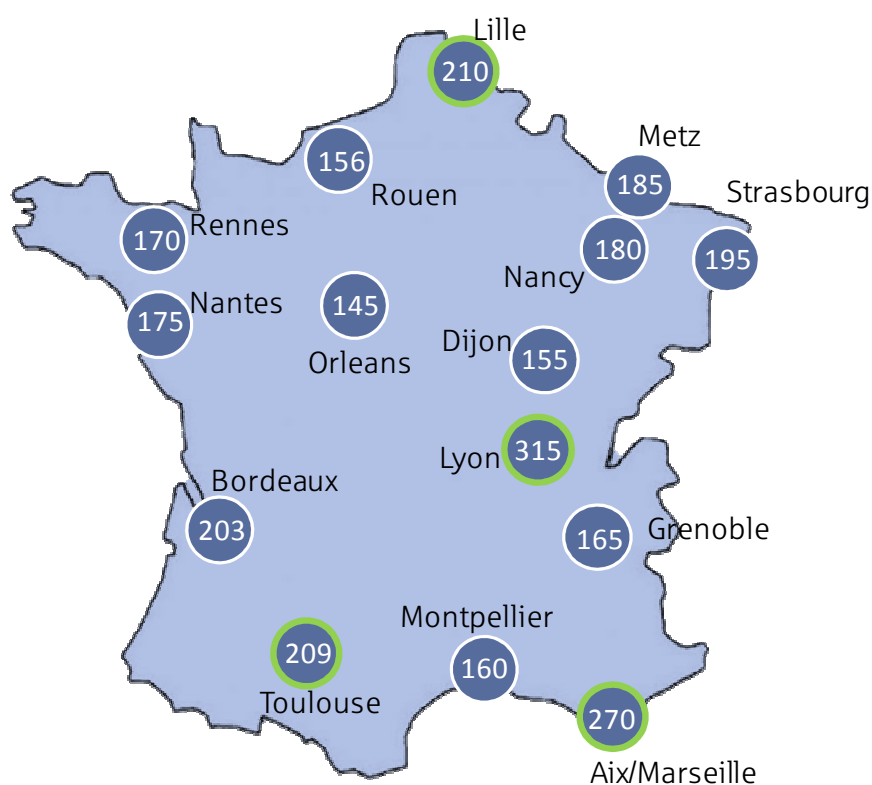 Lille
210
Metz
156
185
Strasbourg
Rouen
Rennes
170
180
195
Nancy
Nantes
175
145
Dijon
155
Orleans
315
Lyon
Bordeaux
203
165
Grenoble
Montpellier
209
160
Toulouse
270
Aix/Marseille